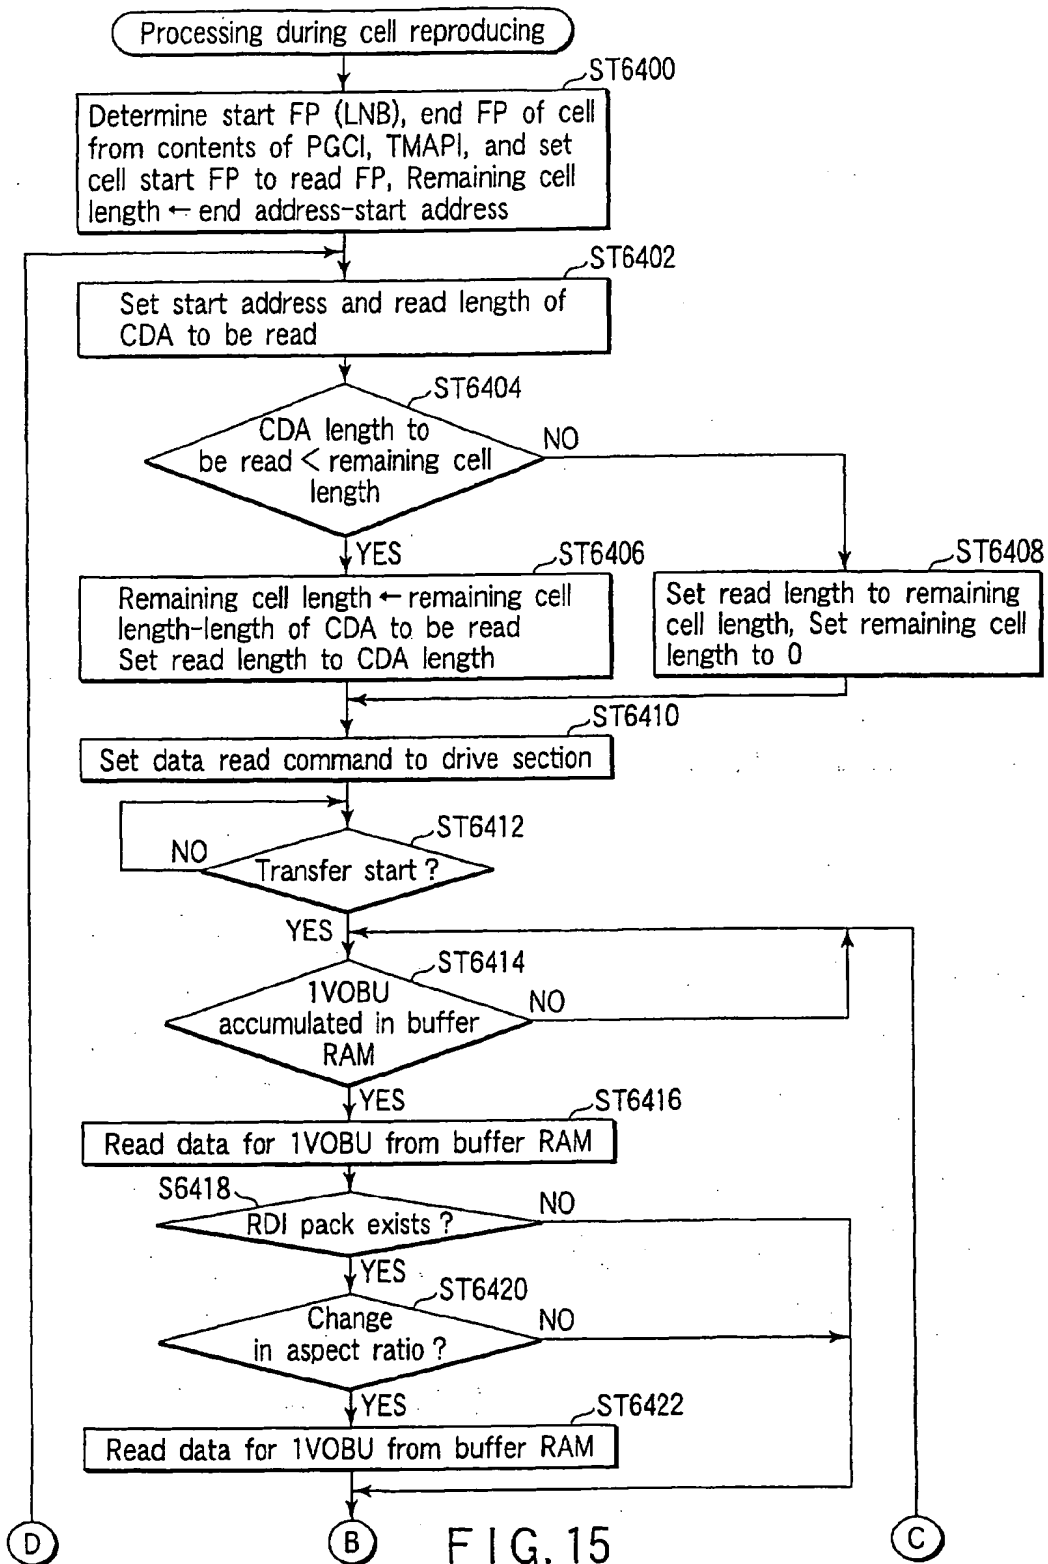 Processing during cell reproducing
ST6400
Determine start FP (LNB), end FP of cell
from contents of PGCI, TMAPI, and set
cell start FP to read FP, Remaining cell
length ← end address-start address
ST6402
Set start address and read length of
CDA to be read
ST6404
CDA length to
be read < remaining cell
length
NO
YES
ST6406
Remaining cell length ← remaining cell
length-length of CDA to be read
Set read length to CDA length
ST6408
Set read length to remaining
cell length, Set remaining cell
length to 0
ST6410
Set data read command to drive section
ST6412
NO
Transfer start ?
YES
ST6414
1VOBU
accumulated in buffer
RAM
NO
YES
ST6416
Read data for 1VOBU from buffer RAM
S6418
NO
RDI pack exists ?
YES
ST6420
Change
in aspect ratio ?
NO
YES
ST6422
Read data for 1VOBU from buffer RAM
D
B
FIG. 15
C